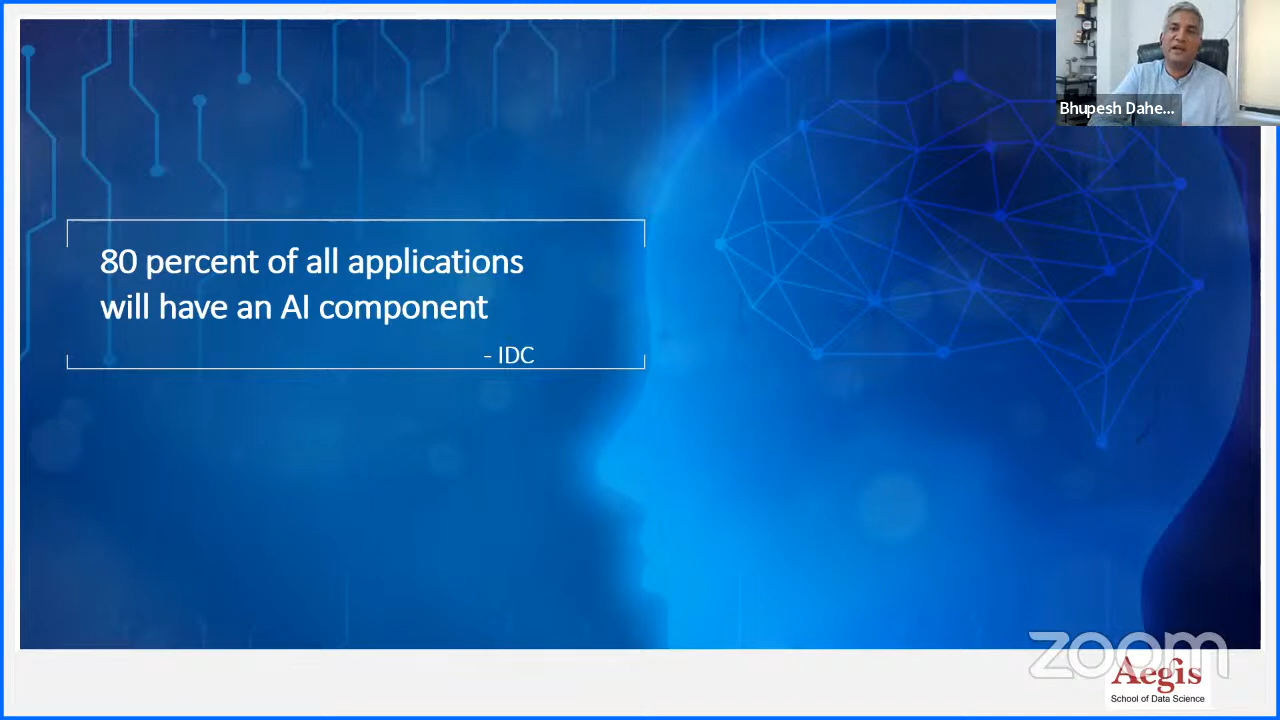 Bhupesh Dahe...
80 percent of all applications
will have an AI component
- IDC
zoom
Aegis
School of Data Science